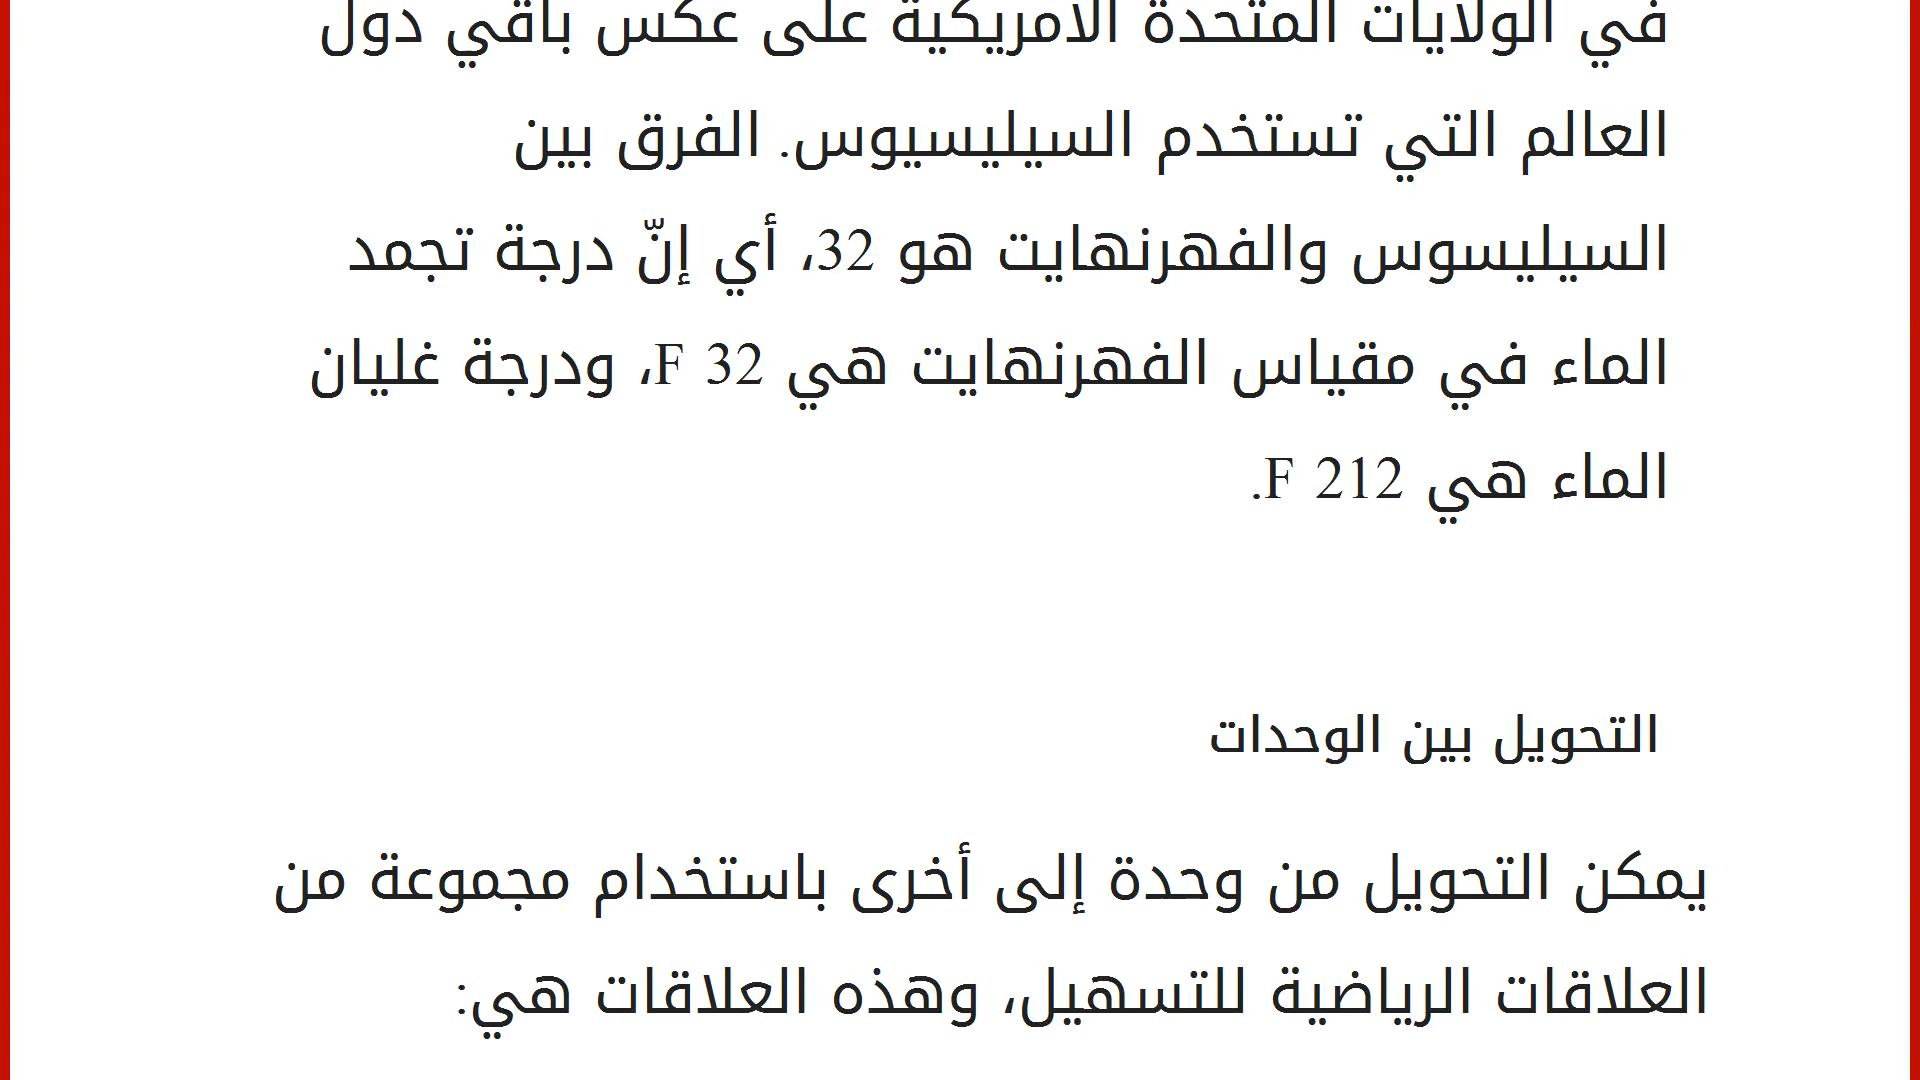 في الولايات المتحدة الأمريكية على عكس باقي دول
العالم التي تستخدم السيليسيوس. الفرق بين
السيليسوس والفهرنهايت هو 32، أي إنّ درجة تجمد
الماء في مقياس الفهرنهايت هي 32 F، ودرجة غليان
الماء هي 212 F.
التحويل بين الوحدات
يمكن التحويل من وحدة إلى أخرى باستخدام مجموعة من
العلاقات الرياضية للتسهيل، وهذه العلاقات هي: